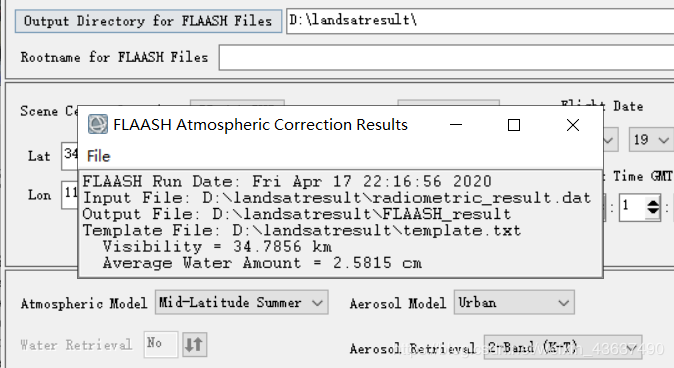 Output Directory for FLAASH Files D:\landsatresult\
Rootname for FLAASH Files
Scene Ce
Flight Date
FLAASH Atmospheric Correction Results
File
Lat 34
19
Lon 11
Time GMT
: 1 :
FLAASH Run Date: Fri Apr 17 22:16:56 2020
Input File: D:\landsatresult\radiometric_result.dat
Output File: D:\landsatresult\FLAASH_result
Template File: D:\landsatresult\template.txt
Visibility = 34.7856 km
Average Water Amount = 2.5815 cm
Atmospheric Model Mid-Latitude Summer Aerosol Model Urban
Water Retrieval No Aerosol Retrieval 2-Band (K-T)